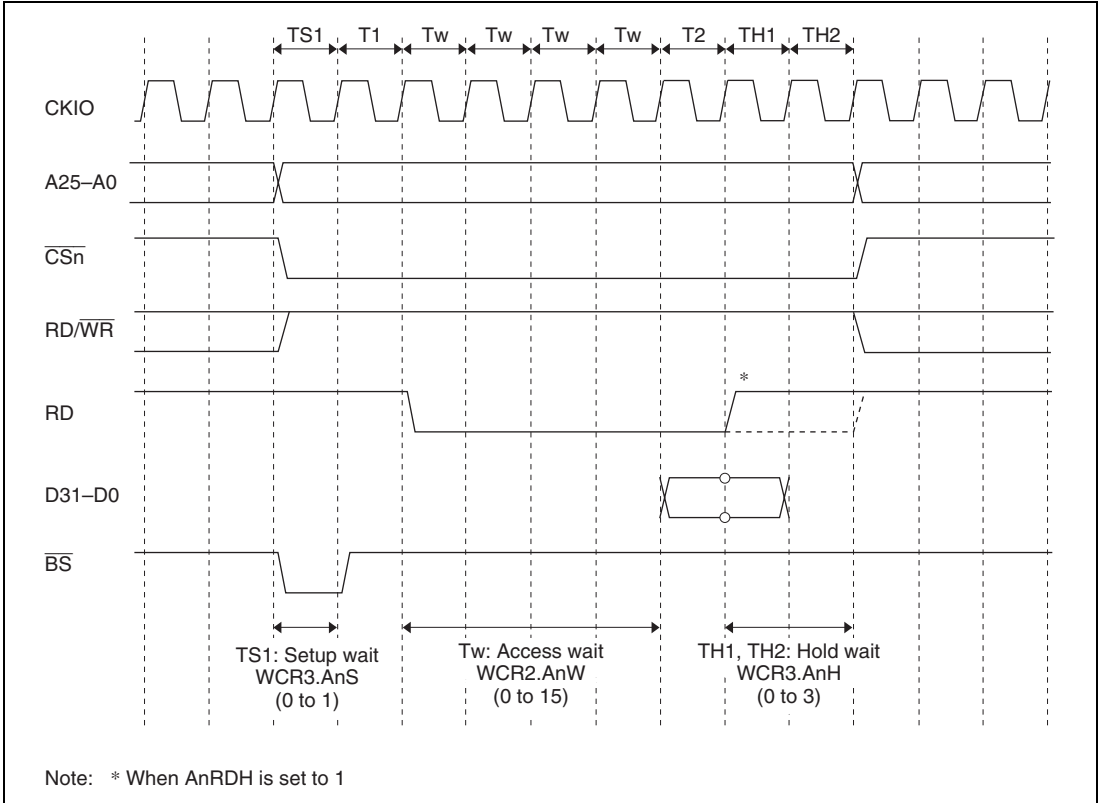 TS1 T1 Tw Tw Tw Tw T2 TH1 TH2
CKIO
A25–A0
CSn
RD/WR
*
RD
D31–D0
BS
TS1: Setup wait
WCR3.AnS
(0 to 1)
Tw: Access wait
WCR2.AnW
(0 to 15)
TH1, TH2: Hold wait
WCR3.AnH
(0 to 3)
Note: * When AnRDH is set to 1